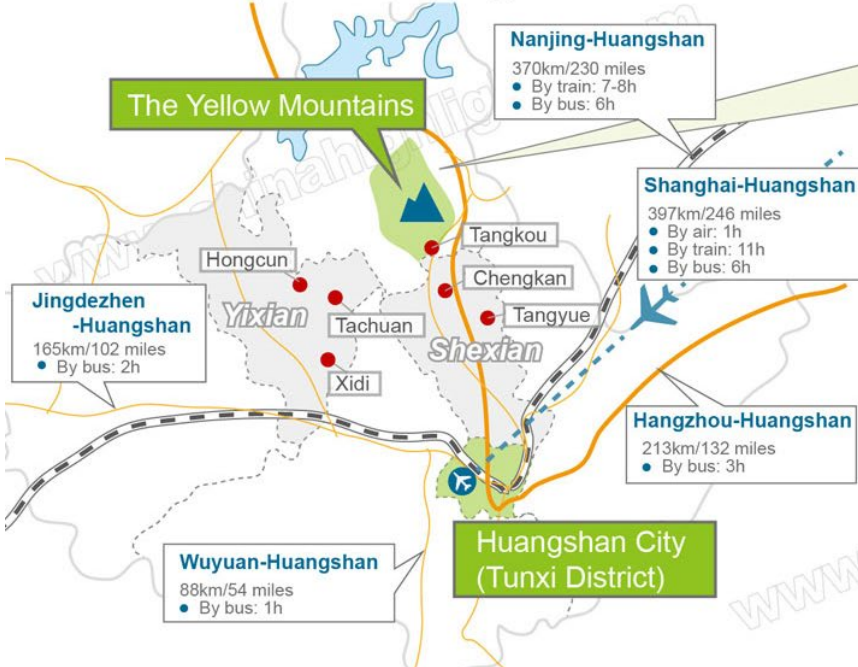 Nanjing-Huangshan
370km/230 miles
By train: 7-8h
By bus: 6h
The Yellow Mountains
Shanghai-Huangshan
397km/246 miles
By air: 1h
By train: 11h
By bus: 6h
Tangkou
Hongcun
Chengkan
Jingdezhen
-Huangshan
165km/102 miles
By bus: 2h
Yixian
Tachuan
Tangyue
Shexian
Xidi
Hangzhou-Huangshan
213km/132 miles
By bus: 3h
Huangshan City
(Tunxi District)
Wuyuan-Huangshan
88km/54 miles
By bus: 1h
www